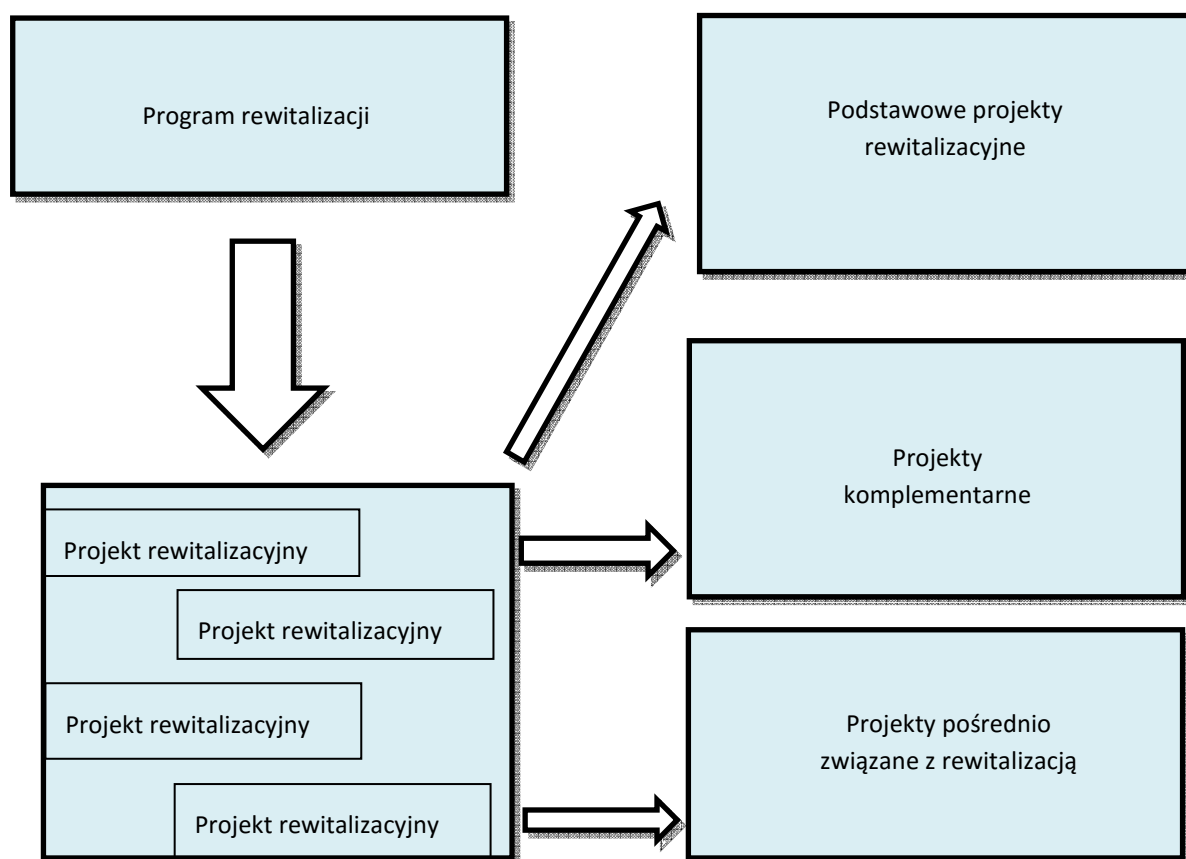 Program rewitalizacji
Podstawowe projekty
rewitalizacyjne
Projekty
komplementarne
Projekt rewitalizacyjny
Projekt rewitalizacyjny
Projekt rewitalizacyjny
Projekt rewitalizacyjny
Projekty pośrednio
związane z rewitalizacją